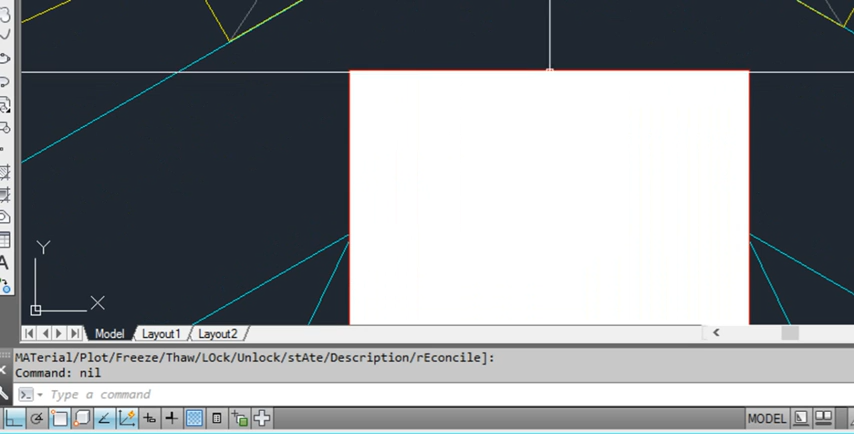 Y
X
A
Model Layout1 Layout2
MATerial/Plot/Freeze/Thaw/LOck/Unlock/stAte/Description/rEconcile]:
Command: nil
Type a command
MODEL